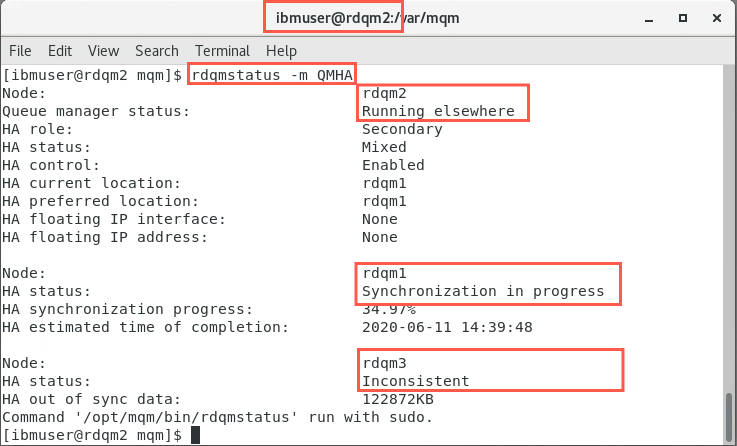 ibmuser@rdqm2:/var/mqm
File Edit View Search Terminal Help
[ibmuser@rdqm2 mqm]$ rdqmstatus -m QMHA
Node: rdqm2
Queue manager status: Running elsewhere
HA role: Secondary
HA status: Mixed
HA control: Enabled
HA current location: rdqm1
HA preferred location: rdqm1
HA floating IP interface: None
HA floating IP address: None
Node: rdqm1
HA status: Synchronization in progress
HA synchronization progress: 34.97%
HA estimated time of completion: 2020-06-11 14:39:48
Node: rdqm3
HA status: Inconsistent
HA out of sync data: 122872KB
Command '/opt/mqm/bin/rdqmstatus' run with sudo.
[ibmuser@rdqm2 mqm]$